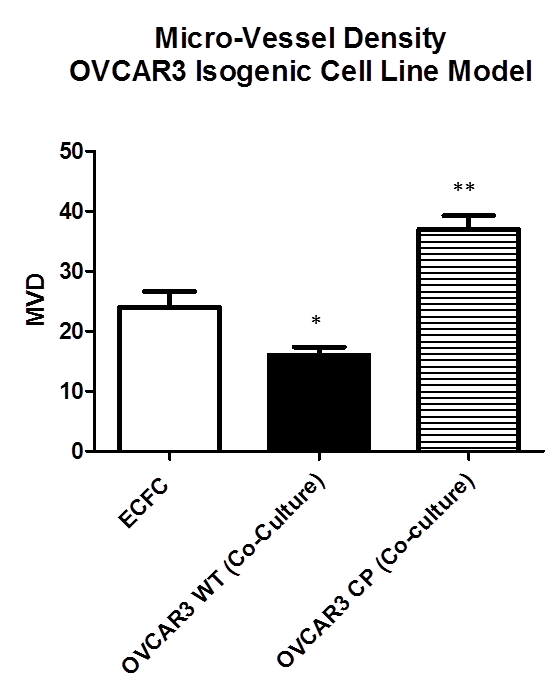 Micro-Vessel Density
OVCAR3 Isogenic Cell Line Model
50
40
30
20
10
0
MVD
*
**
ECFC
OVCAR3 WT (Co-Culture)
OVCAR3 CP (Co-culture)